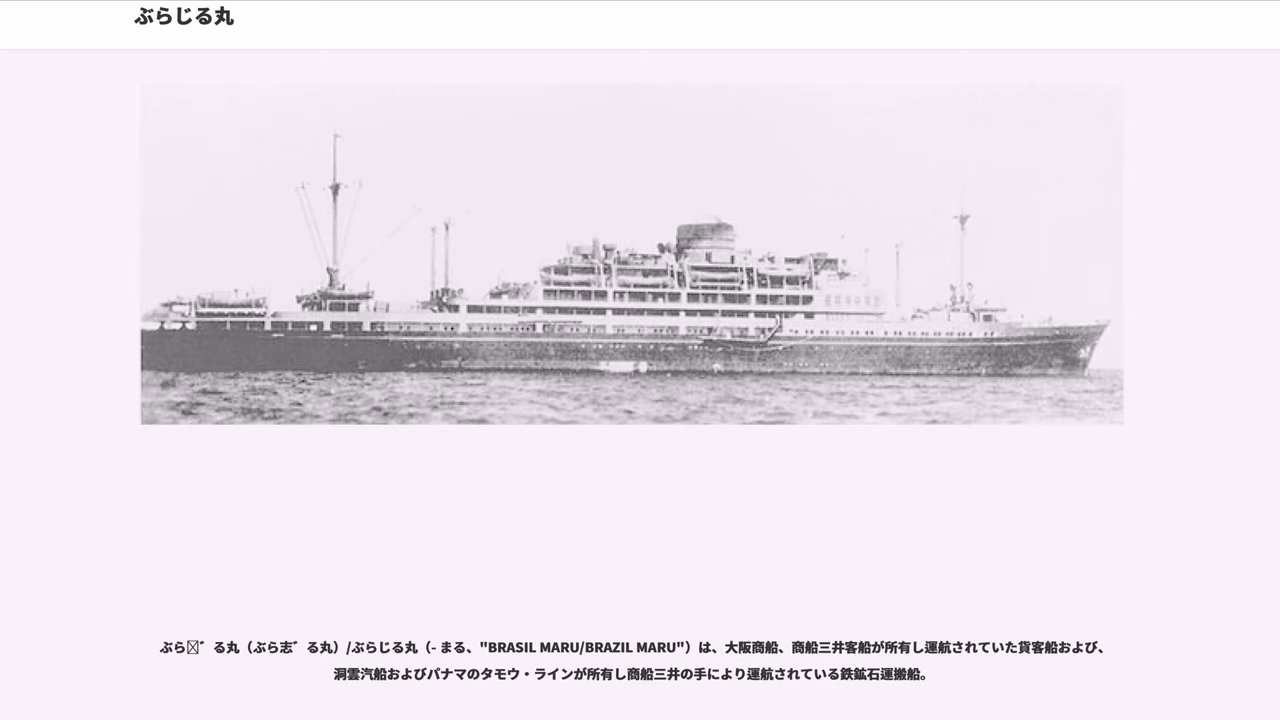 ぶらじる丸
ぶら゛る丸（ぶら志゛る丸）/ぶらじる丸（- まる、"BRASIL MARU/BRAZIL MARU"）は、大阪商船、商船三井客船が所有し運航されていた貨客船および、
洞雲汽船およびパナマのタモウ・ラインが所有し商船三井の手により運航されている鉄鉱石運搬船。